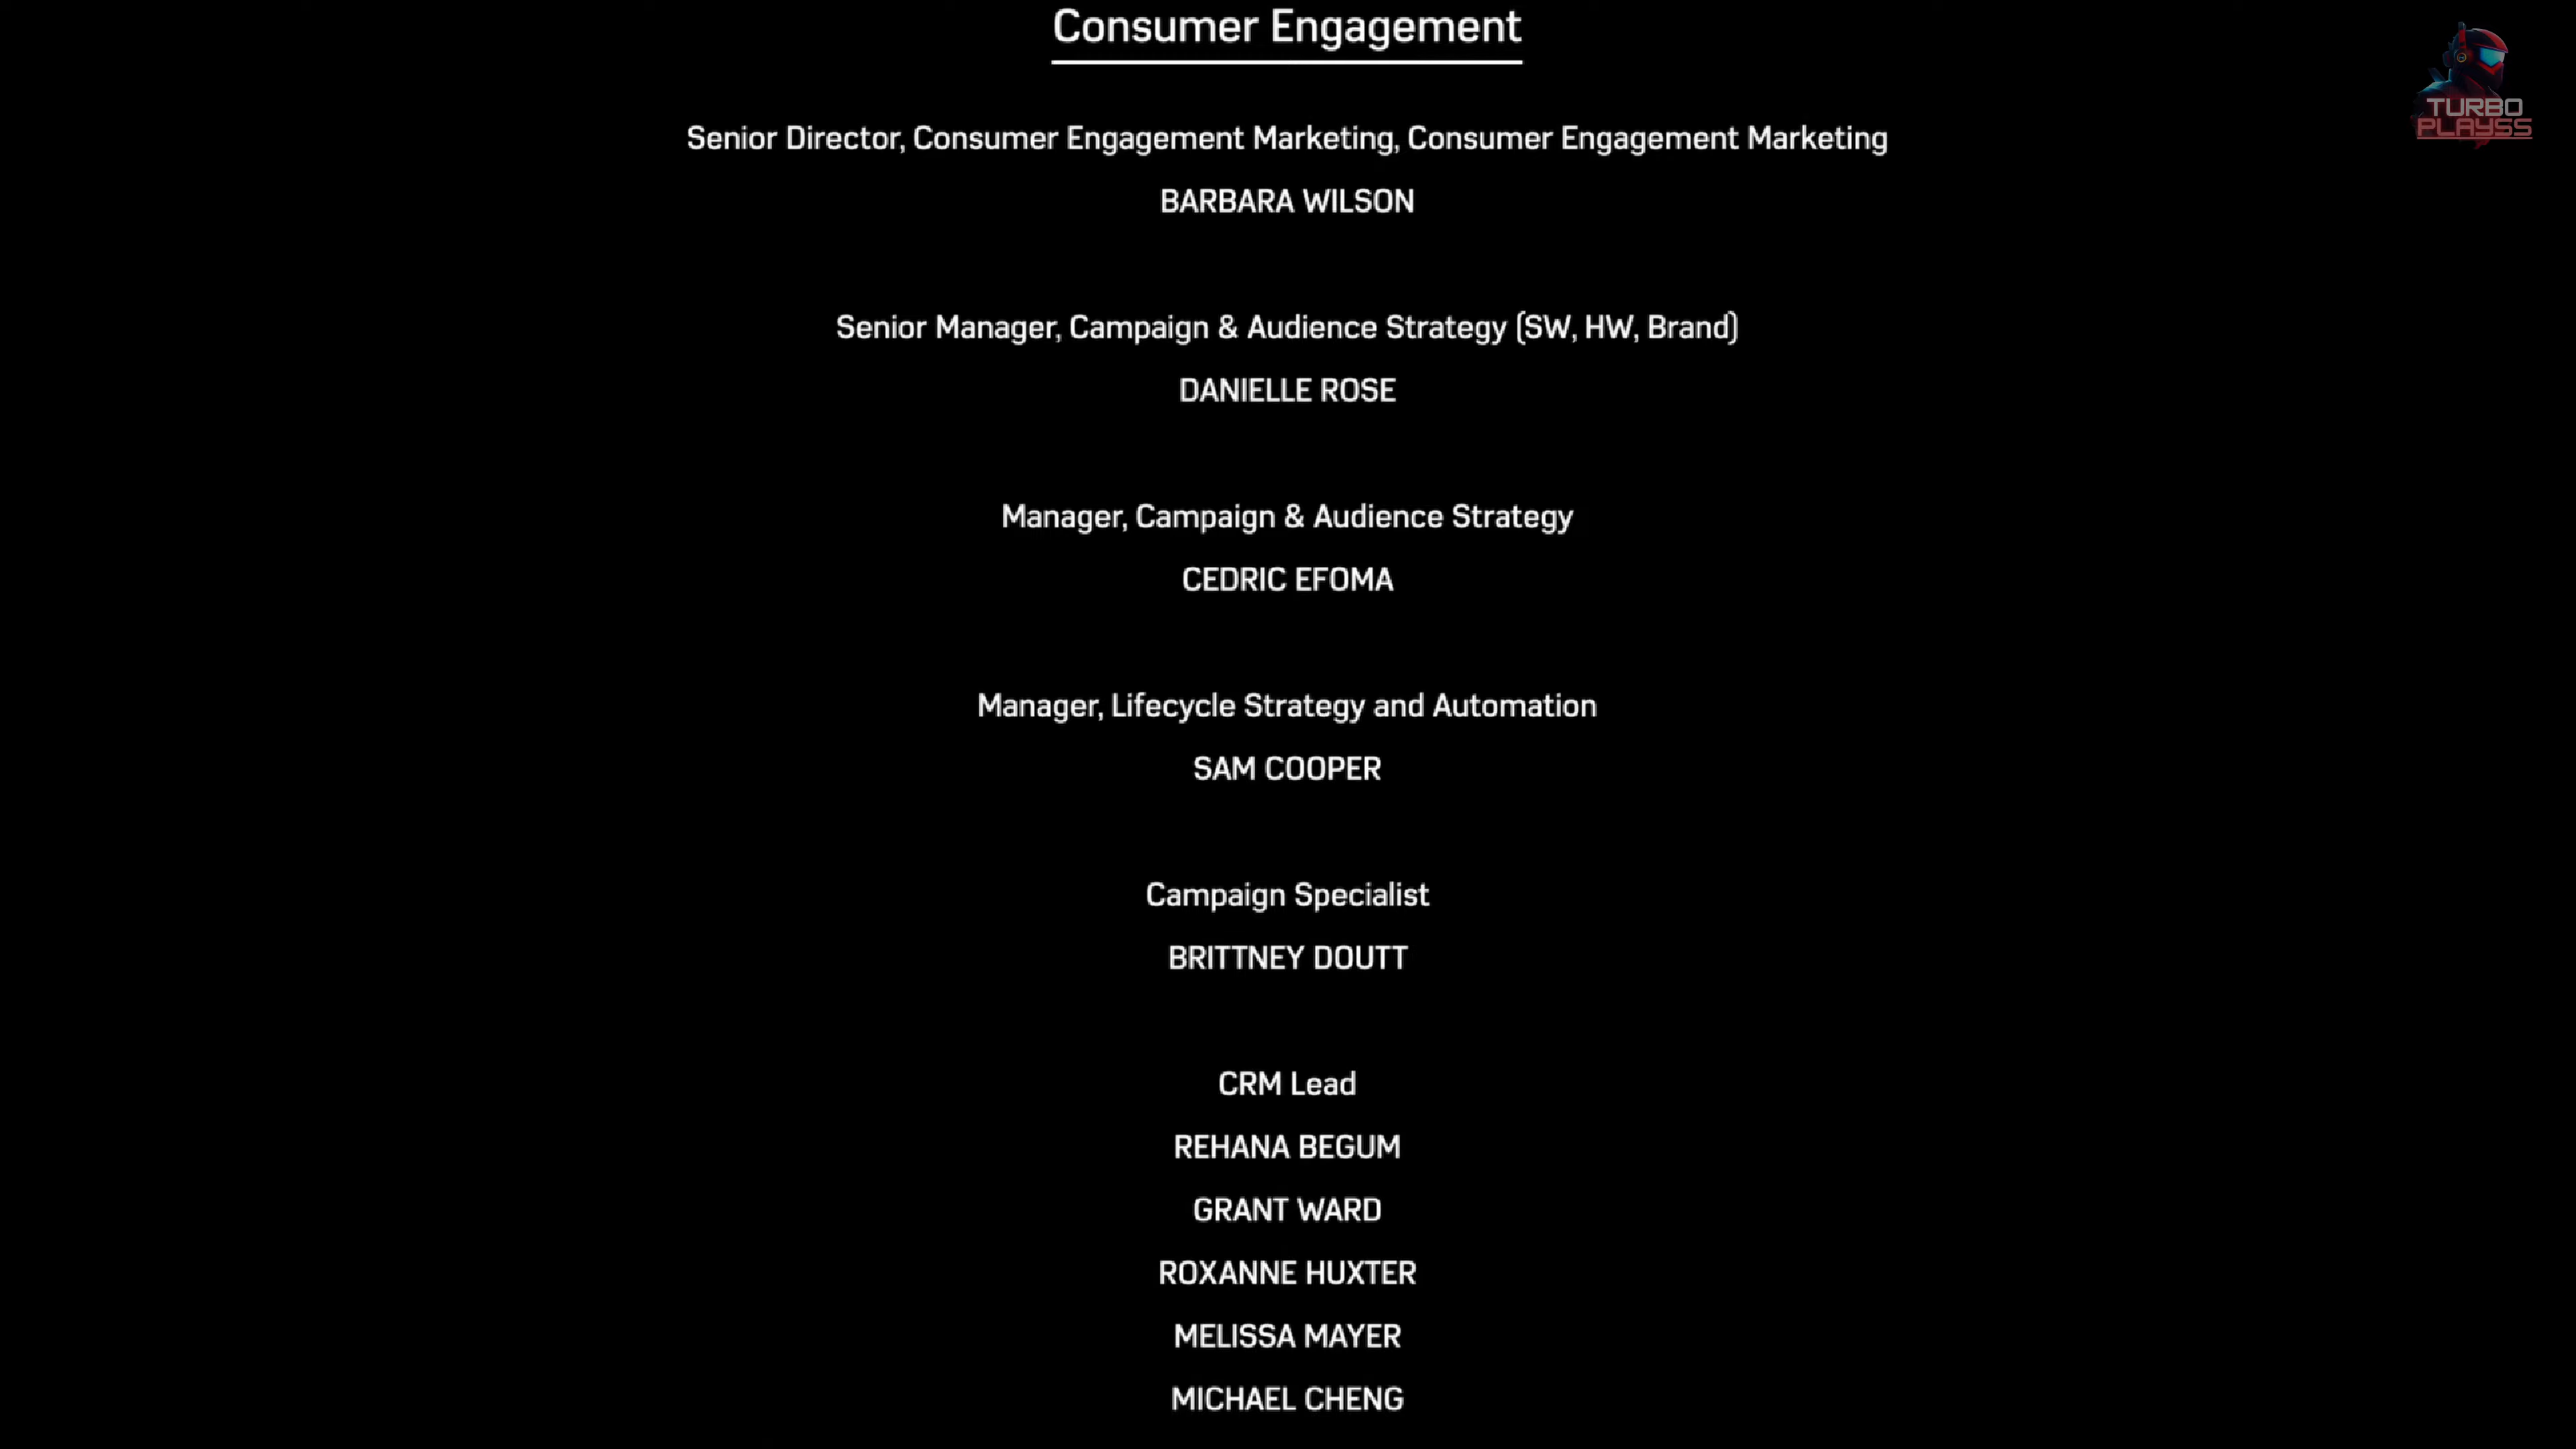 Consumer Engagement
TURBO
PLAYSS
Senior Director, Consumer Engagement Marketing, Consumer Engagement Marketing
BARBARA WILSON
Senior Manager, Campaign & Audience Strategy (SW, HW, Brand)
DANIELLE ROSE
Manager, Campaign & Audience Strategy
CEDRIC EFOMA
Manager, Lifecycle Strategy and Automation
SAM COOPER
Campaign Specialist
BRITTNEY DOUTT
CRM Lead
REHANA BEGUM
GRANT WARD
ROXANNE HUXTER
MELISSA MAYER
MICHAEL CHENG